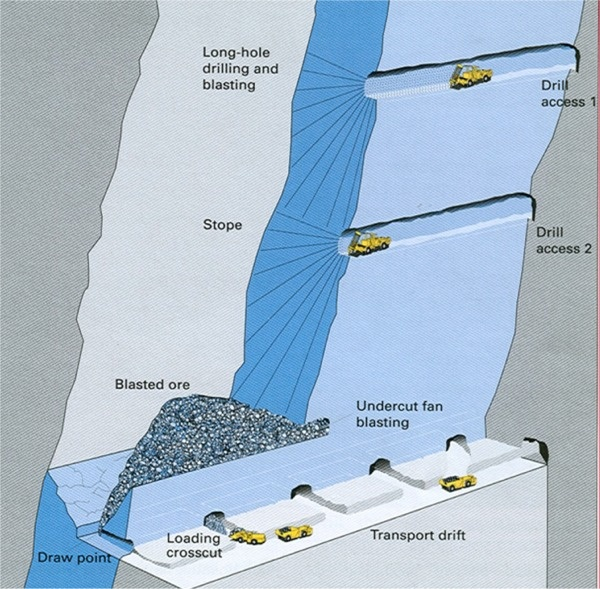 Long-hole
drilling and
blasting
Drill
access 1
Stope
Drill
access 2
Blasted ore
Undercut fan
blasting
Loading
crosscut
Transport drift
Draw point